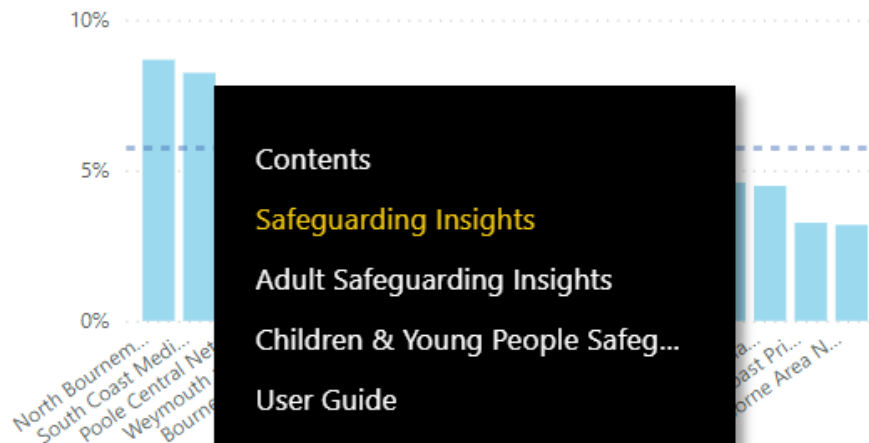 10%
5%
0%
Contents
Safeguarding Insights
Adult Safeguarding Insights
Children & Young People Safeg...
User Guide
North Bournem...
South Coast Medi...
Poole Central Net
Weymouth
Bourne
a...
oast Pri...
orne Area N...